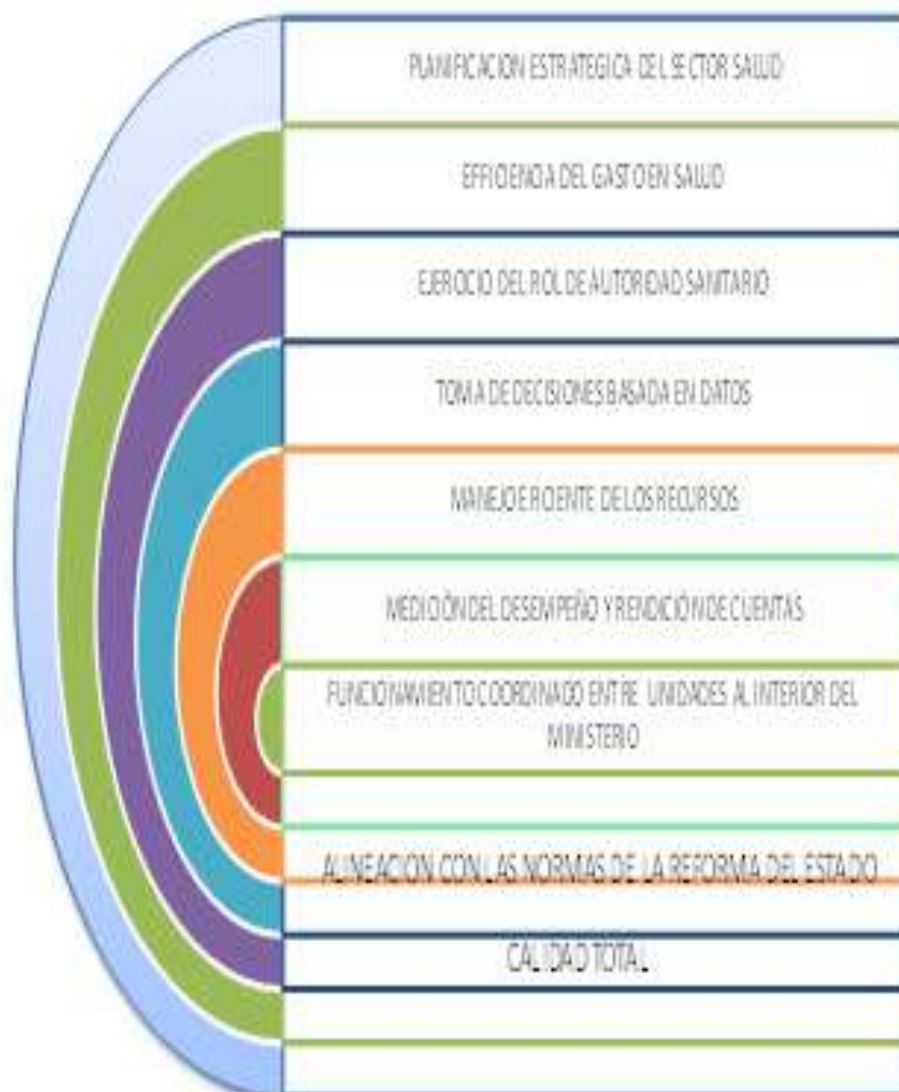 PLANIFICACION ESTRATEGICA DEL SECTOR SALUD
EFFICIENCIA DEL GASTO EN SALUD
EJERCICIO DEL ROL DE AUTORIDAD SANITARIO
TOMA DE DECISIONES BASADA EN DATOS
MANEJO DE LOS RECURSOS
MEDICIÓN DEL DESEMPEÑO Y RENDICIÓN DE CUENTAS
FUNCIONAMIENTO COORDINADO ENTRE UNIDADES AL INTERIOR DEL
MINISTERIO
ALINEACION CON LAS NORMAS DE LA REFORMA DEL ESTADO
CALIDAD TOTAL